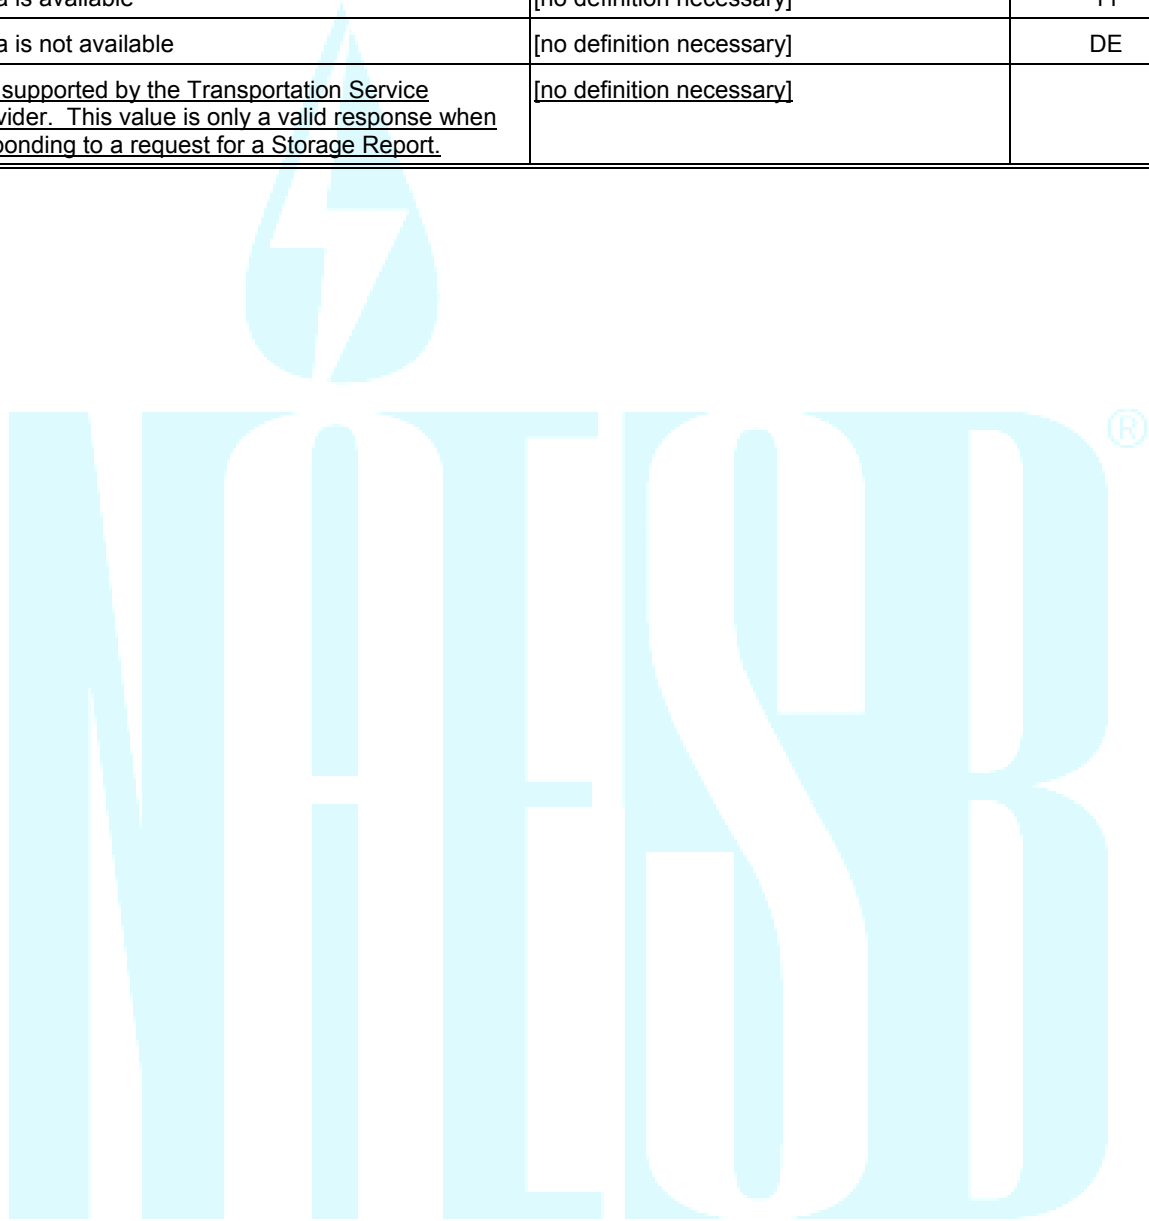 a is available [no definition necessary]
a is not available [no definition necessary] DE
supported by the Transportation Service [no definition necessary]
vider. This value is only a valid response when
ponding to a request for a Storage Report.
NAESB ®